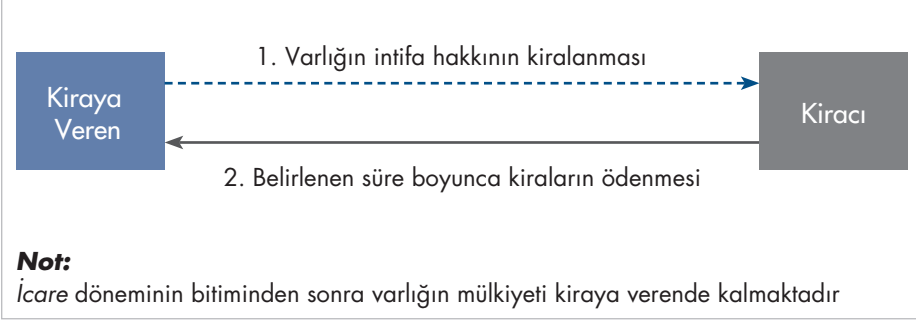 1. Varlığın intifa hakkının kiralanması
Kiraya
Veren
Kiracı
2. Belirlenen süre boyunca kiraların ödenmesi
Not:
İcare döneminin bitiminden sonra varlığın mülkiyeti kiraya verende kalmaktadır